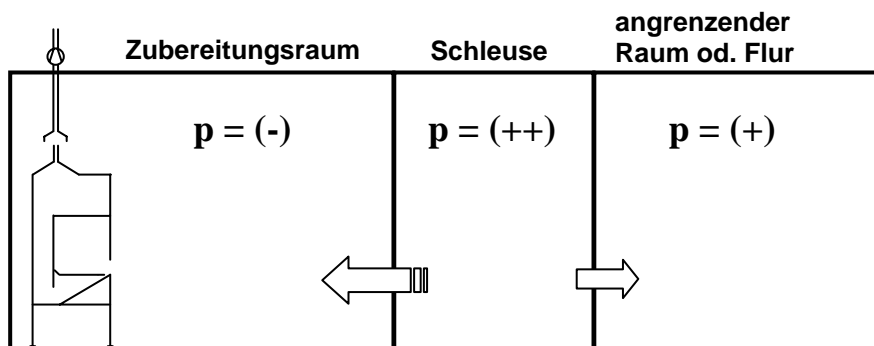 Zubereitungsraum
Schleuse
angrenzender
Raum od. Flur
p = (-)
p = (++)
p = (+)